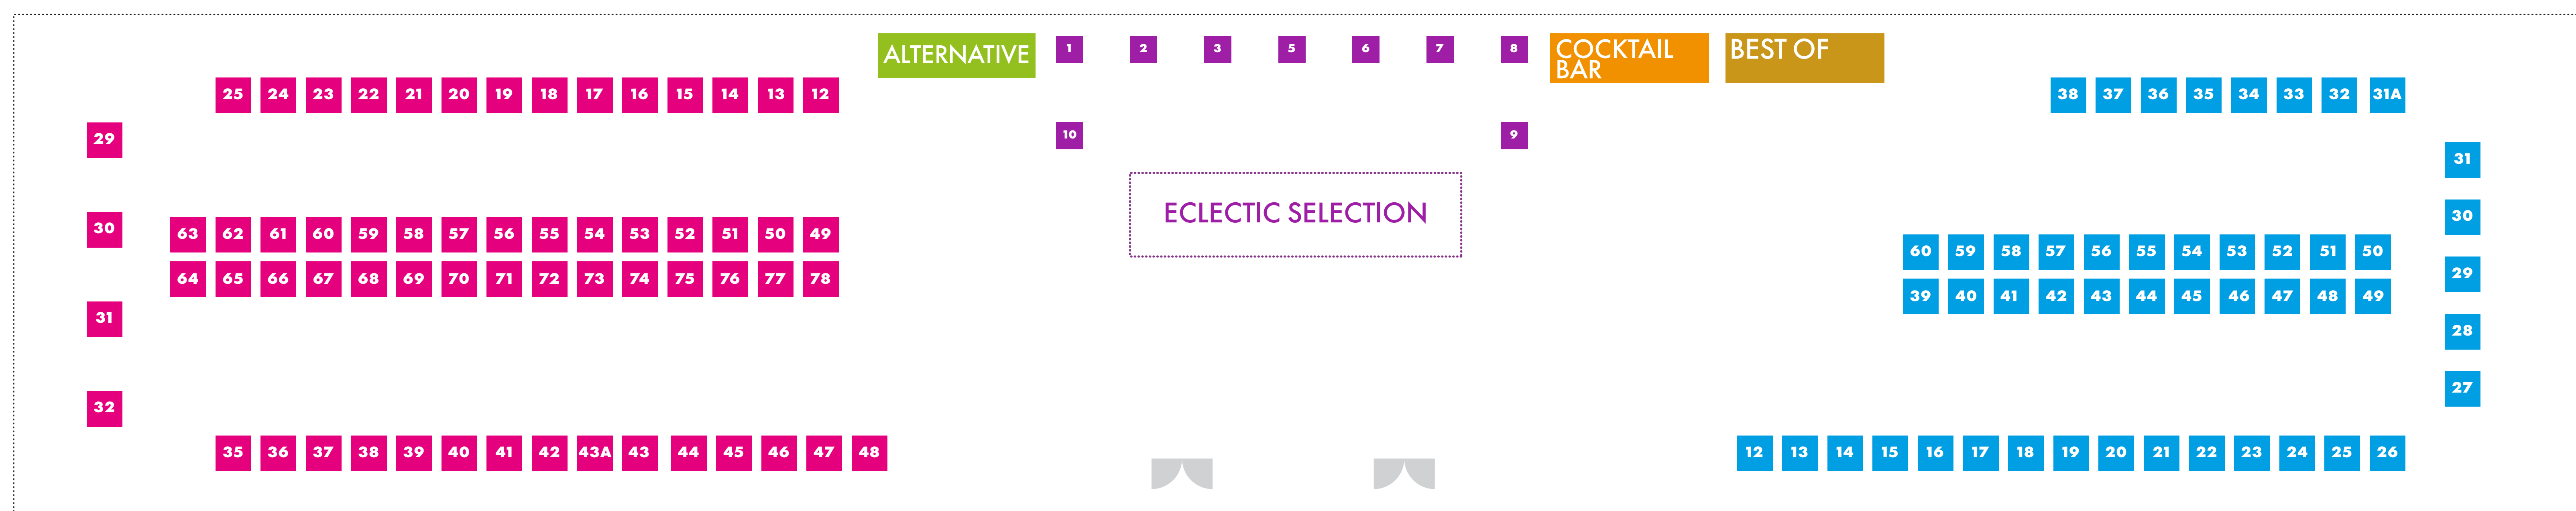 ALTERNATIVE
1 2 3 5 6 7 8
COCKTAIL
BAR
BEST OF
25 24 23 22 21 20 19 18 17 16 15 14 13 12
38 37 36 35 34 33 32 31A
29
10 9
31
30
63 62 61 60 59 58 57 56 55 54 53 52 51 50 49
ECLECTIC SELECTION
30
60 59 58 57 56 55 54 53 52 51 50
64 65 66 67 68 69 70 71 72 73 74 75 76 77 78
29
39 40 41 42 43 44 45 46 47 48 49
31
28
32
27
35 36 37 38 39 40 41 42 43A 43 44 45 46 47 48
12 13 14 15 16 17 18 19 20 21 22 23 24 25 26